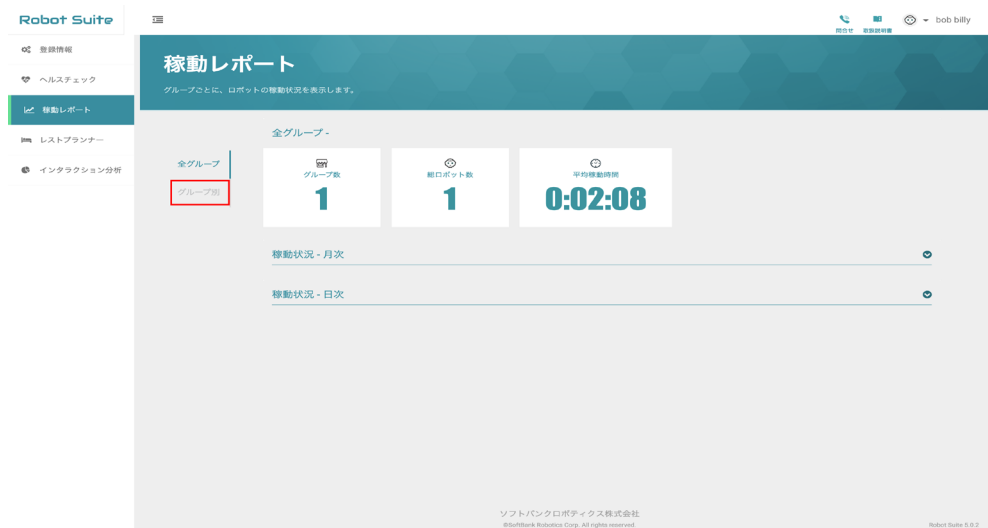 Robot Suite
問合せ
取扱説明書
bob billy
登録情報
ヘルスチェック
稼動レポート
レストプランナー
インタラクション分析
稼動レポート
グループごとに、ロボットの稼動状況を表示します。
全グループ -
全グループ
グループ別
グループ数
1
総ロボット数
1
平均稼動時間
0:02:08
稼動状況 - 月次
稼動状況 - 日次
ソフトバンクロボティクス株式会社
©SoftBank Robotics Corp. All rights reserved.
Robot Suite 5.0.2